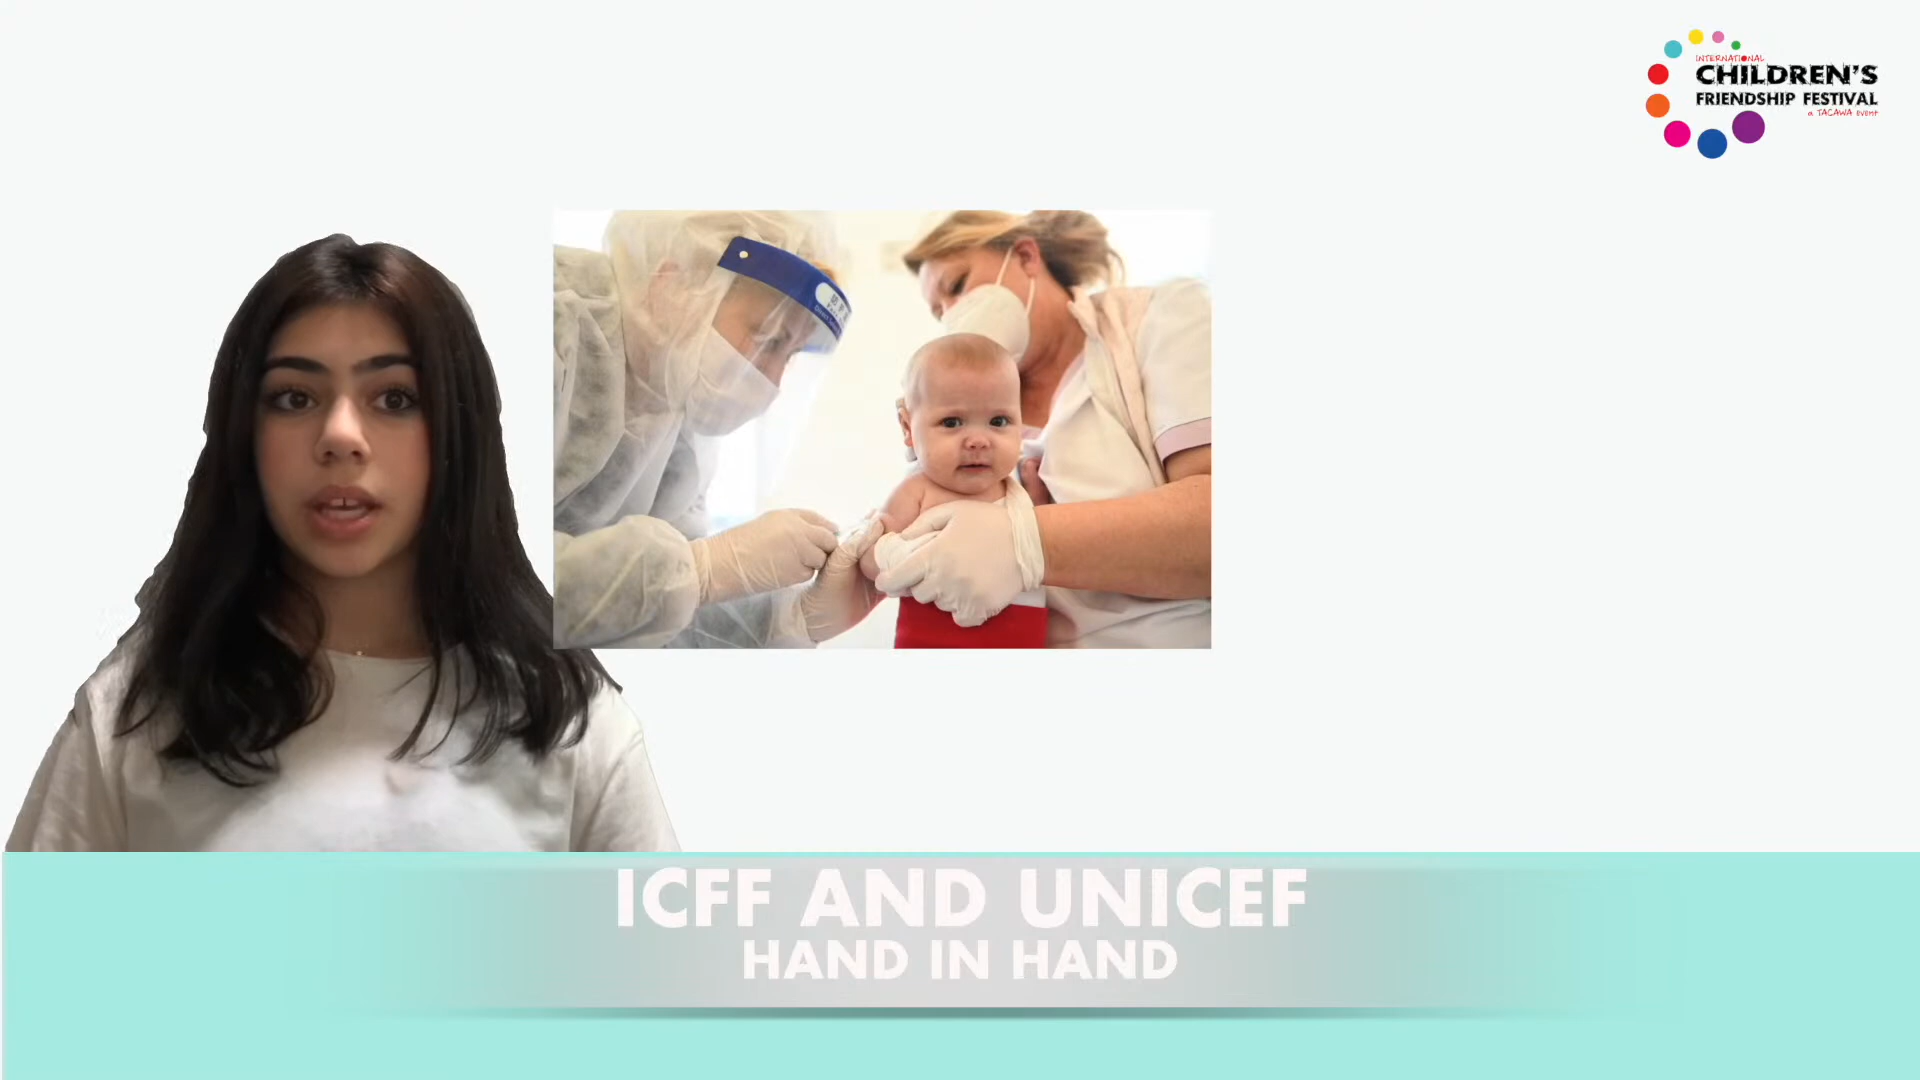 INTERNATIONAL
CHILDREN'S
FRIENDSHIP FESTIVAL
a TACAWA event
ICFF AND UNICEF
HAND IN HAND